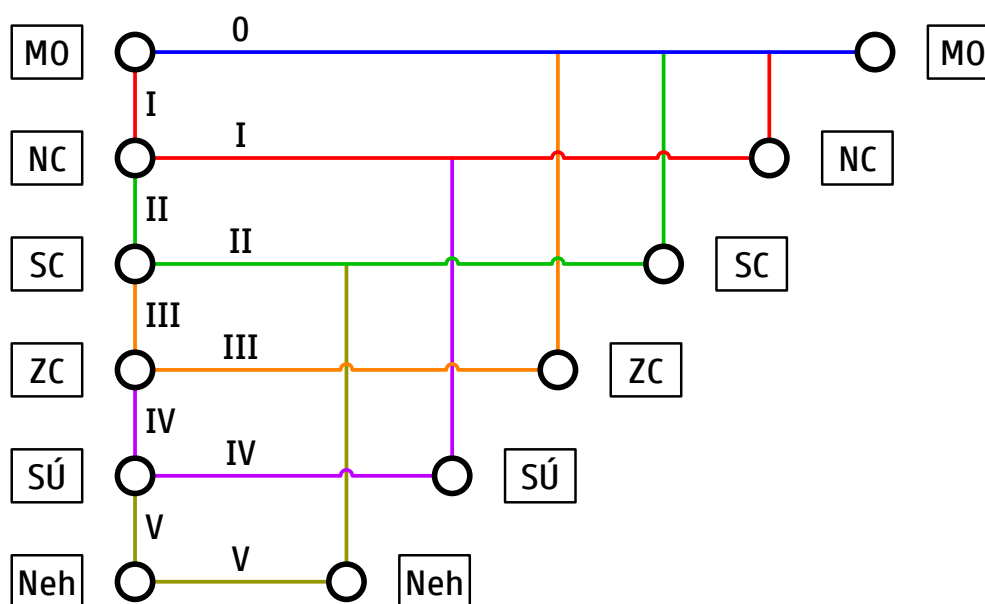 0
MO MO
I
I
NC NC
II
II
SC SC
III
III
ZC ZC
IV
IV
SÚ SÚ
V
V
Neh Neh